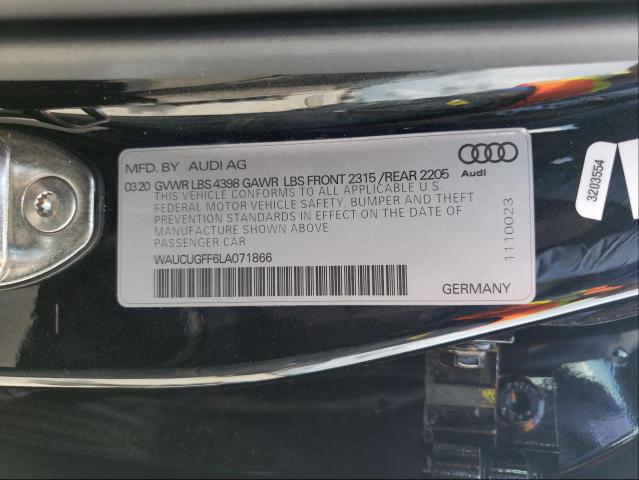 MFD. BY AUDI AG
03.20 GVWR LBS 4398 GAWR LBS FRONT 2315 /REAR 2205
THIS VEHICLE CONFORMS TO ALL APPLICABLE U.S.
FEDERAL MOTOR VEHICLE SAFETY, BUMPER AND THEFT
PREVENTION STANDARDS IN EFFECT ON THE DATE OF
MANUFACTURE SHOWN ABOVE
PASSENGER CAR
WAUCUGFF6LA071866
GERMANY
Audi
1110023
3203554